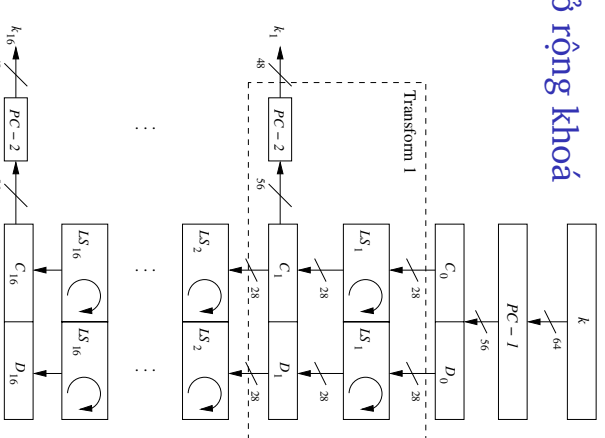 rộng khoá
k
64
PC – 1
56
C₀ D₀
28 28
Transform 1
LS₁ LS₁
28 28
k₁ 48 PC – 2 56 C₁ D₁
28 28
LS₂ LS₂
. . . . . . . . .
LS₁₆ LS₁₆
k₁₆ PC – 2 C₁₆ D₁₆